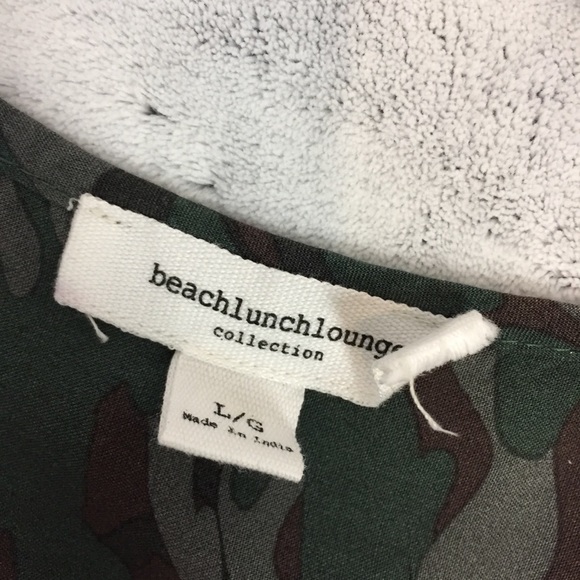 beachlunchlounge
collection
L/G
Made in India